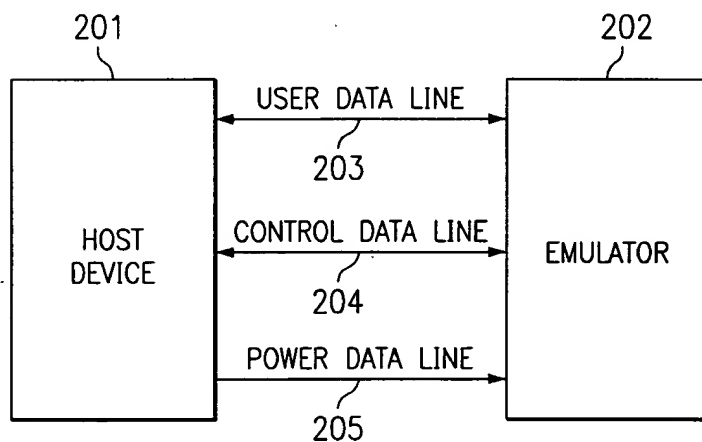 201
202
USER DATA LINE
203
HOST
DEVICE
CONTROL DATA LINE
204
EMULATOR
POWER DATA LINE
205